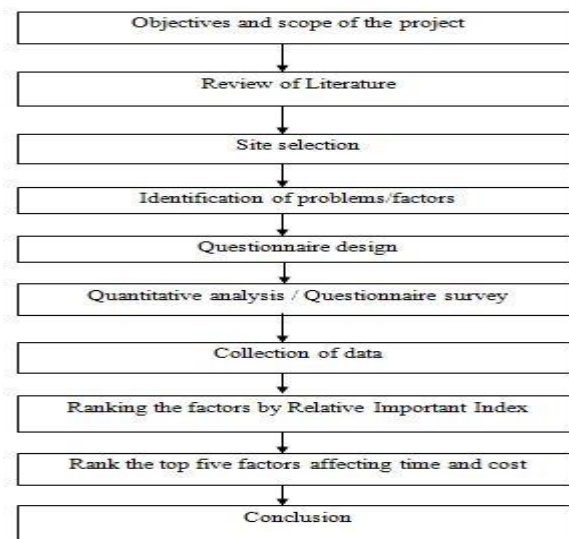 Objectives and scope of the project
Review of Literature
Site selection
Identification of problems/factors
Questionnaire design
Quantitative analysis / Questionnaire survey
Collection of data
Ranking the factors by Relative Important Index
Rank the top five factors affecting time and cost
Conclusion